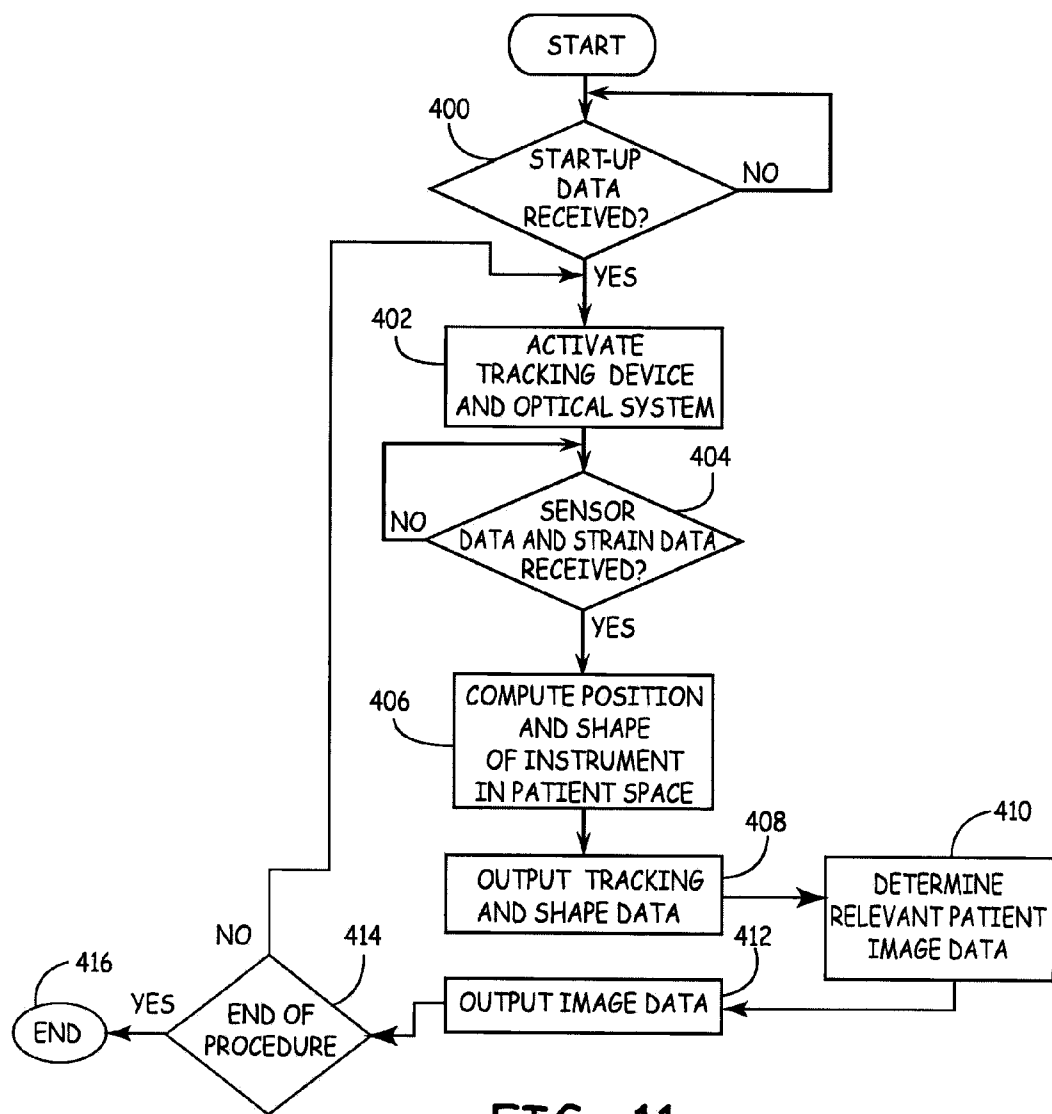 START
400
START-UP
DATA
RECEIVED?
NO
YES
402
ACTIVATE
TRACKING DEVICE
AND OPTICAL SYSTEM
404
SENSOR
DATA AND STRAIN DATA
RECEIVED?
NO
YES
406
COMPUTE POSITION
AND SHAPE
OF INSTRUMENT
IN PATIENT SPACE
408
OUTPUT TRACKING
AND SHAPE DATA
410
DETERMINE
RELEVANT PATIENT
IMAGE DATA
412
OUTPUT IMAGE DATA
414
END OF
PROCEDURE
NO
YES
416
END
FIG. 11